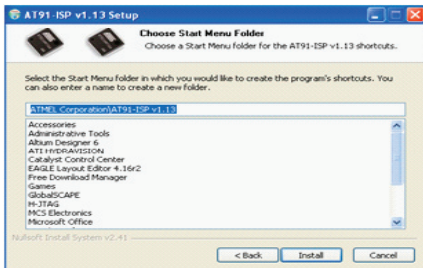 AT91-ISP v1.13 Setup
Choose Start Menu Folder
Choose a Start Menu folder for the AT91-ISP v1.13 shortcuts.
Select the Start Menu folder in which you would like to create the program's shortcuts. You
can also enter a name to create a new folder.
ATMEL Corporation\AT91-ISP v1.13
Accessories
Administrative Tools
Altium Designer 6
ATI HYDRAVISION
Catalyst Control Center
EAGLE Layout Editor 4.16r2
Free Download Manager
Games
GlobalSCAPE
H-JTAG
MCS Electronics
Microsoft Office
Nullsoft Install System v2.41
< Back
Install
Cancel